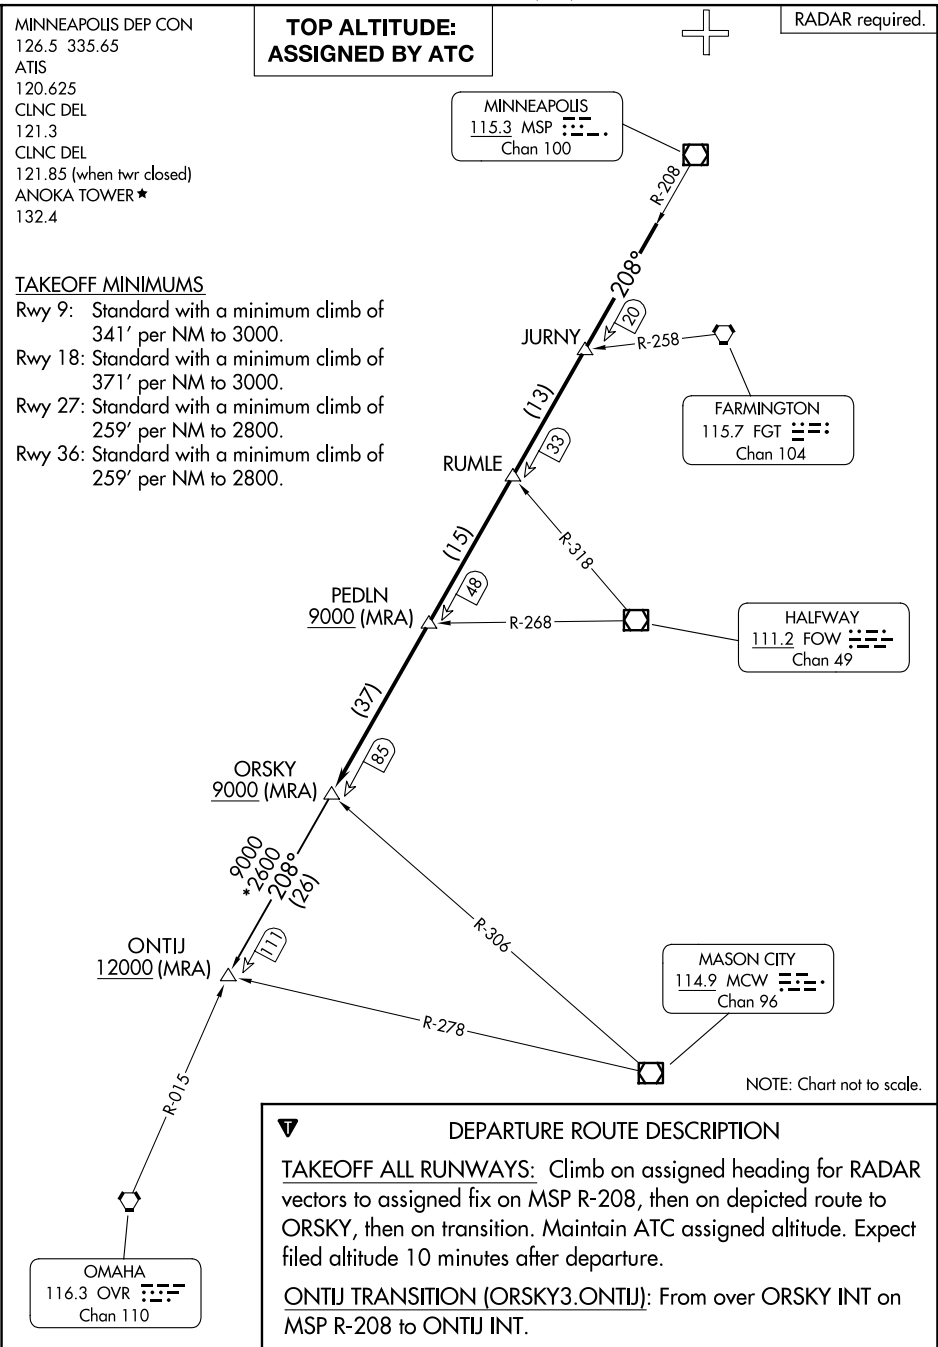 MINNEAPOLIS DEP CON
126.5 335.65
ATIS
120.625
CLNC DEL
121.3
CLNC DEL
121.85 (when twr closed)
ANOKA TOWER★
132.4
TOP ALTITUDE:
ASSIGNED BY ATC
RADAR required.
MINNEAPOLIS
115.3 MSP
Chan 100
R-208
208°
TAKEOFF MINIMUMS
Rwy 9: Standard with a minimum climb of
341' per NM to 3000.
Rwy 18: Standard with a minimum climb of
371' per NM to 3000.
Rwy 27: Standard with a minimum climb of
259' per NM to 2800.
Rwy 36: Standard with a minimum climb of
259' per NM to 2800.
20
JURNY
R-258
FARMINGTON
115.7 FGT
Chan 104
(13)
33
RUMLE
R-318
(15)
48
PEDLN
9000 (MRA)
R-268
HALFWAY
111.2 FOW
Chan 49
(37)
85
ORSKY
9000 (MRA)
9000
*2600
208°
(26)
R-306
111
ONTIJ
12000 (MRA)
R-278
MASON CITY
114.9 MCW
Chan 96
R-015
NOTE: Chart not to scale.
OMAHA
116.3 OVR
Chan 110
T
DEPARTURE ROUTE DESCRIPTION
TAKEOFF ALL RUNWAYS: Climb on assigned heading for RADAR
vectors to assigned fix on MSP R-208, then on depicted route to
ORSKY, then on transition. Maintain ATC assigned altitude. Expect
filed altitude 10 minutes after departure.
ONTIJ TRANSITION (ORSKY3.ONTIJ): From over ORSKY INT on
MSP R-208 to ONTIJ INT.